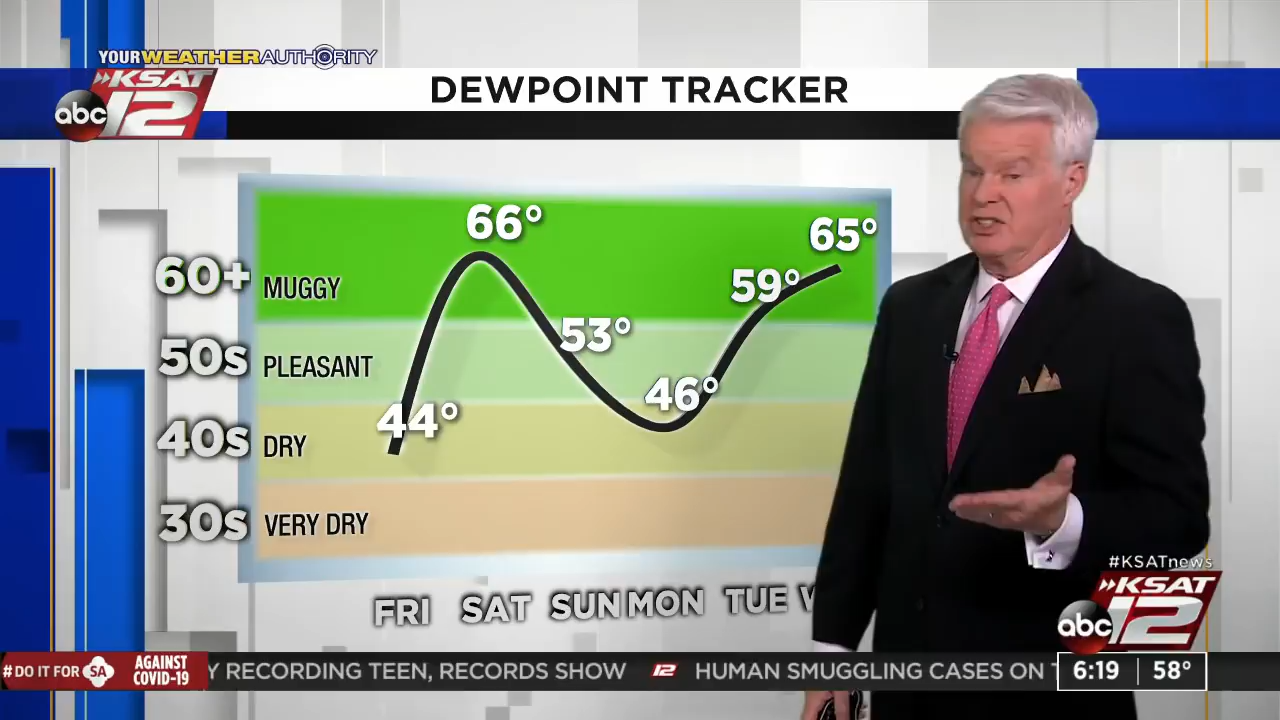 YOUR WEATHER AUTHORITY
KSAT
abc 12
DEWPOINT TRACKER
66°
65°
60+ MUGGY
59°
53°
50s PLEASANT
46°
44°
40s DRY
30s VERY DRY
FRI SAT SUN MON TUE
#KSATnews
KSAT
abc 12
#DO IT FOR SA AGAINST COVID-19
Y RECORDING TEEN, RECORDS SHOW 12 HUMAN SMUGGLING CASES ON
6:19 58°